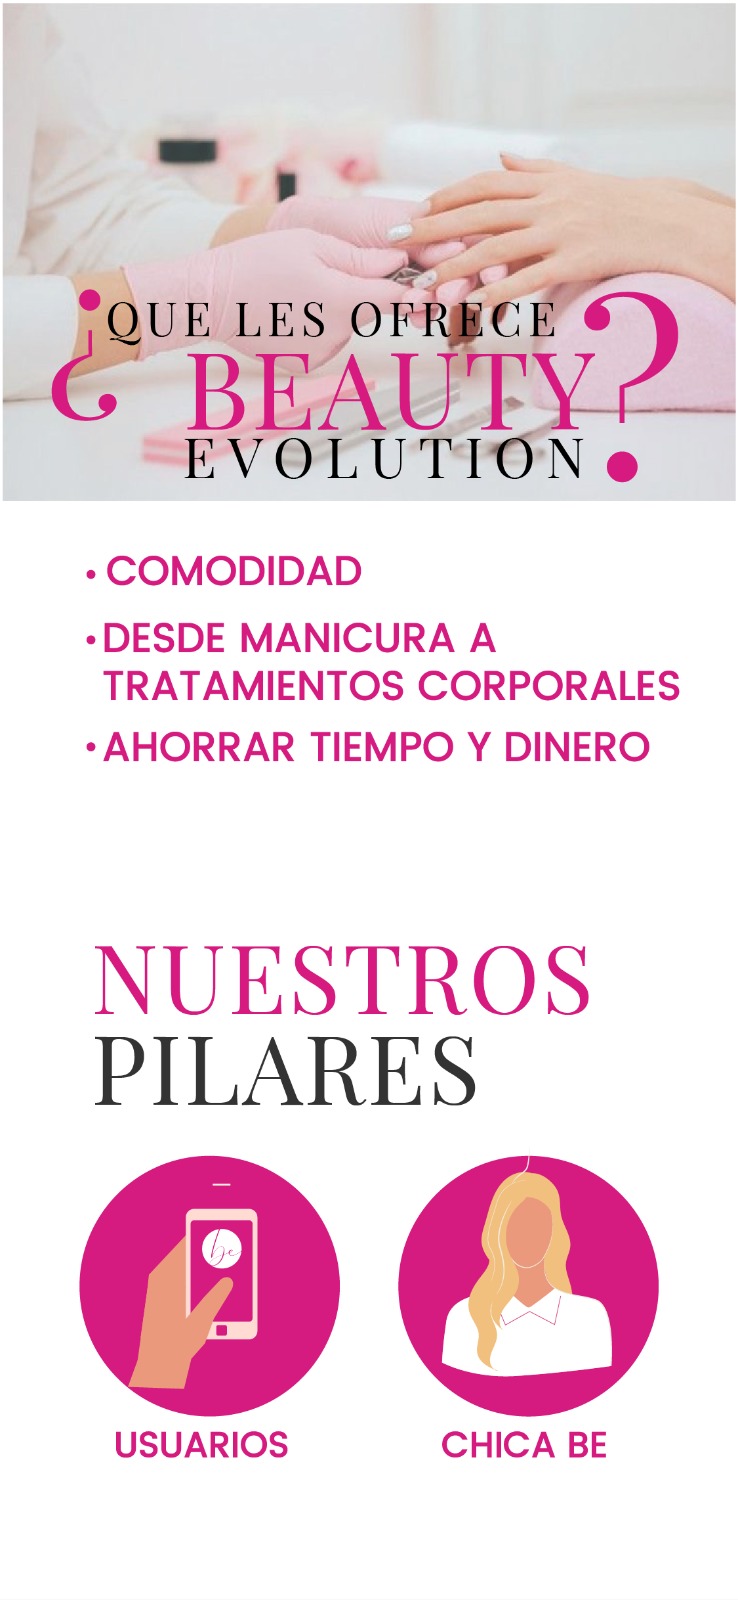 ¿QUE LES OFRECE
BEAUTY
EVOLUTION?
• COMODIDAD
• DESDE MANICURA A
TRATAMIENTOS CORPORALES
• AHORRAR TIEMPO Y DINERO
NUESTROS
PILARES
be
USUARIOS
CHICA BE